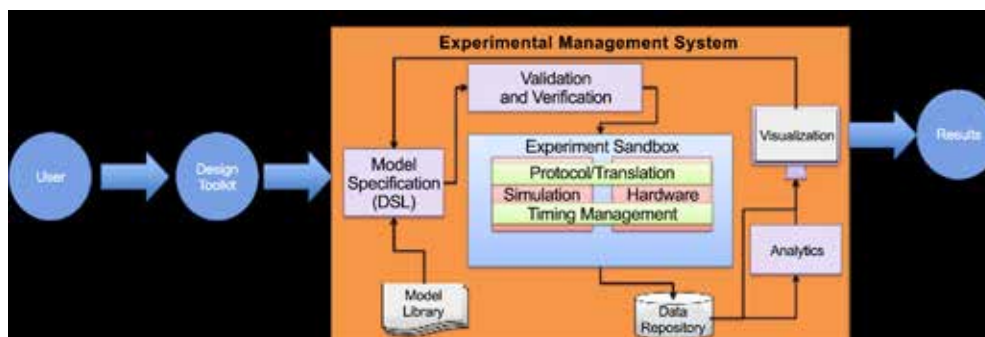 Experimental Management System
Validation
and Verification
Visualization
Experiment Sandbox
Protocol/Translation
Simulation Hardware
Timing Management
User
Design
Toolkit
Model
Specification
(DSL)
Results
Analytics
Model
Library
Data
Repository